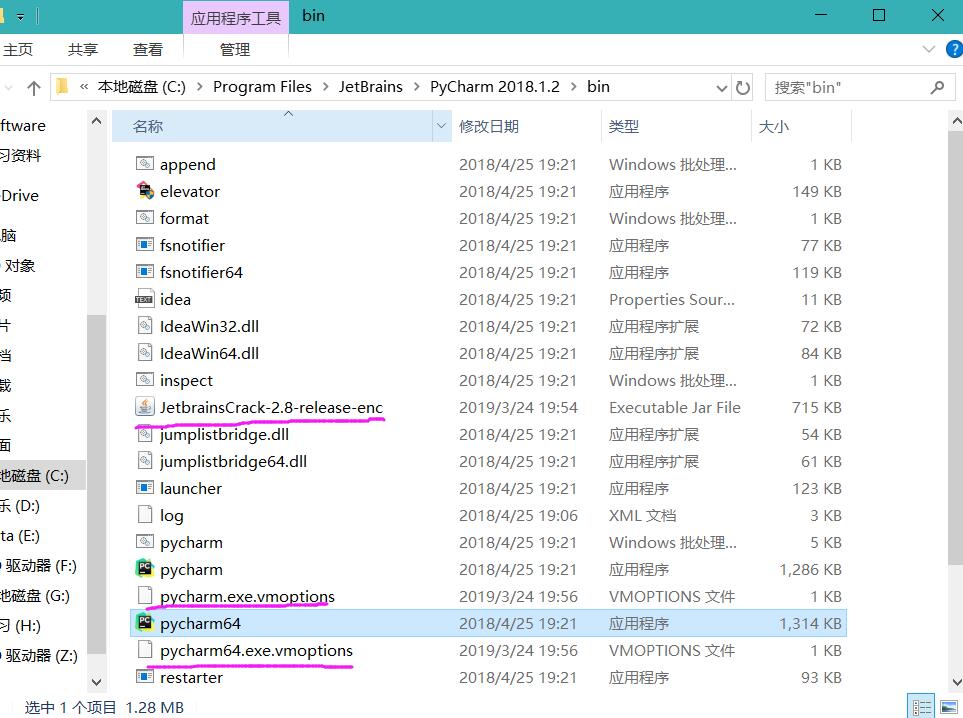 应用程序工具 bin
主页 共享 查看 管理
« 本地磁盘 (C:) > Program Files > JetBrains > PyCharm 2018.1.2 > bin 搜索"bin"
名称 修改日期 类型 大小
append 2018/4/25 19:21 Windows 批处理... 1 KB
elevator 2018/4/25 19:21 应用程序 149 KB
format 2018/4/25 19:21 Windows 批处理... 1 KB
fsnotifier 2018/4/25 19:21 应用程序 77 KB
fsnotifier64 2018/4/25 19:21 应用程序 119 KB
idea 2018/4/25 19:21 Properties Sour... 11 KB
IdeaWin32.dll 2018/4/25 19:21 应用程序扩展 72 KB
IdeaWin64.dll 2018/4/25 19:21 应用程序扩展 84 KB
inspect 2018/4/25 19:21 Windows 批处理... 1 KB
JetbrainsCrack-2.8-release-enc 2019/3/24 19:54 Executable Jar File 715 KB
jumplistbridge.dll 2018/4/25 19:21 应用程序扩展 54 KB
jumplistbridge64.dll 2018/4/25 19:21 应用程序扩展 61 KB
launcher 2018/4/25 19:21 应用程序 123 KB
log 2018/4/25 19:06 XML 文档 3 KB
pycharm 2018/4/25 19:21 Windows 批处理... 5 KB
pycharm 2018/4/25 19:21 应用程序 1,286 KB
pycharm.exe.vmoptions 2019/3/24 19:56 VMOPTIONS 文件 1 KB
pycharm64 2018/4/25 19:21 应用程序 1,314 KB
pycharm64.exe.vmoptions 2019/3/24 19:56 VMOPTIONS 文件 1 KB
restarter 2018/4/25 19:21 应用程序 93 KB
ftware
习资料
Drive
脑
对象
频
片
档
载
乐
面
地磁盘 (C:)
乐 (D:)
ta (E:)
驱动器 (F:)
地磁盘 (G:)
习 (H:)
驱动器 (Z:)
选中 1 个项目 1.28 MB